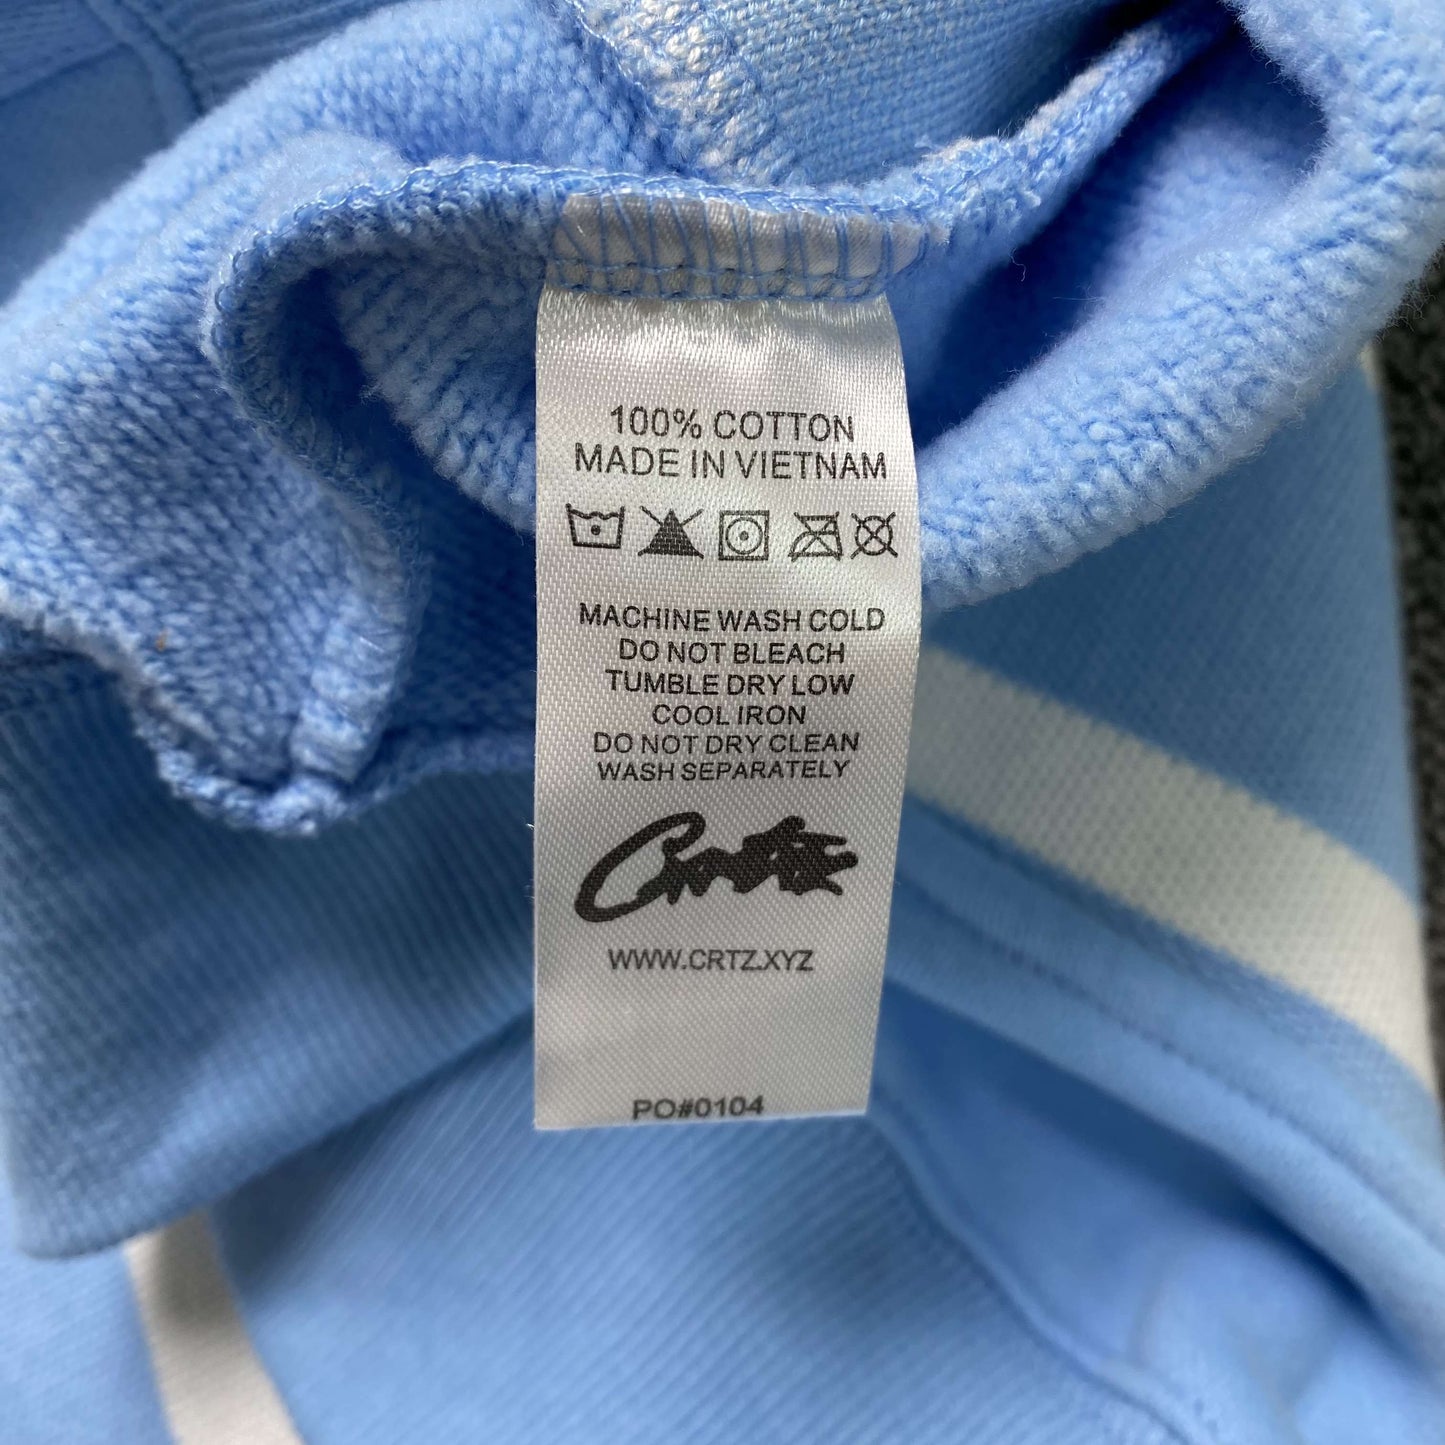 100% COTTON
MADE IN VIETNAM
MACHINE WASH COLD
DO NOT BLEACH
TUMBLE DRY LOW
COOL IRON
DO NOT DRY CLEAN
WASH SEPARATELY
WWW.CRTZ.XYZ
PO#0104